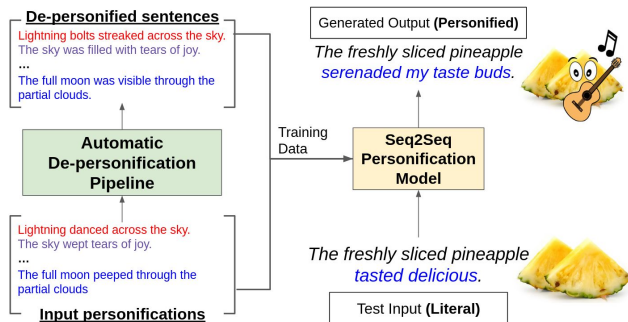 De-personified sentences
Lightning bolts streaked across the sky.
The sky was filled with tears of joy.
...
The full moon was visible through the
partial clouds.
Automatic
De-personification
Pipeline
Lightning danced across the sky.
The sky wept tears of joy.
...
The full moon peeped through the
partial clouds
Input personifications
Training
Data
Generated Output (Personified)
The freshly sliced pineapple
serenaded my taste buds.
Seq2Seq
Personification
Model
The freshly sliced pineapple
tasted delicious.
Test Input (Literal)